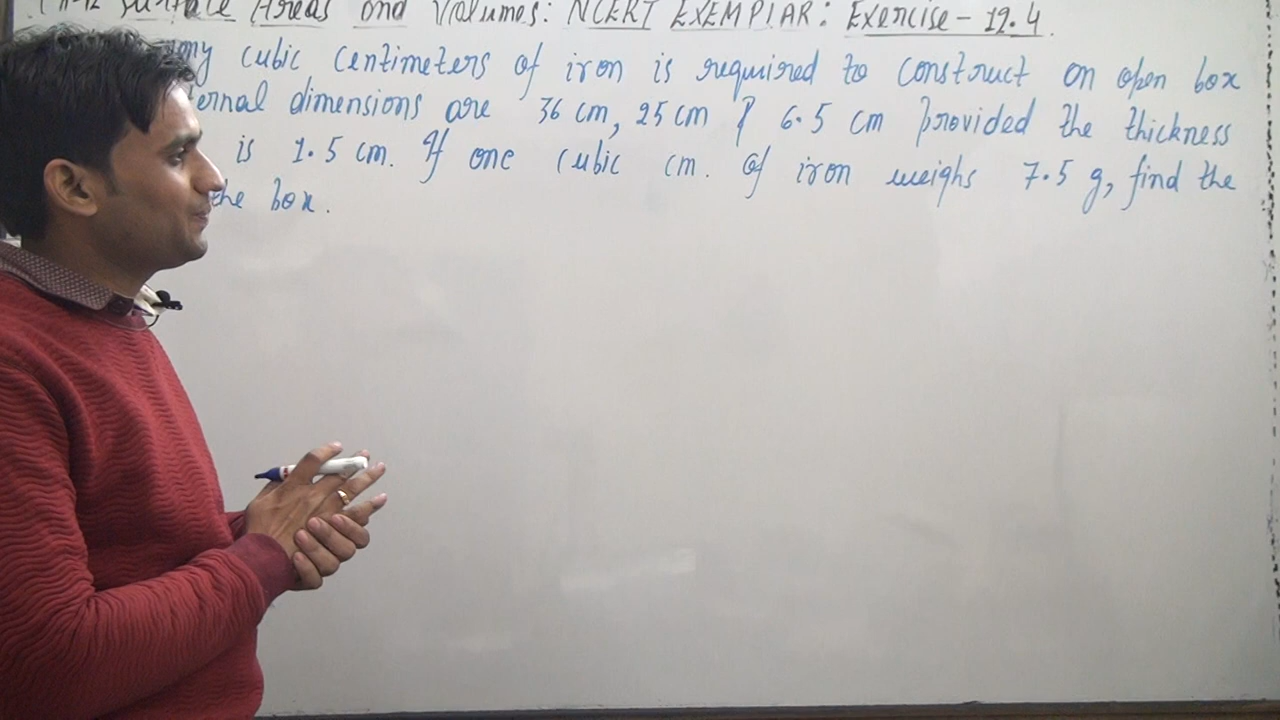 Surface Areas and Volumes: NCERT EXEMPLAR: Exercise - 12.4
cubic centimeters of iron is required to construct an open box
dimensions are 36 cm, 25 cm & 6.5 cm provided the thickness
is 1.5 cm. If one cubic cm. of iron weighs 7.5 g, find the
the box.